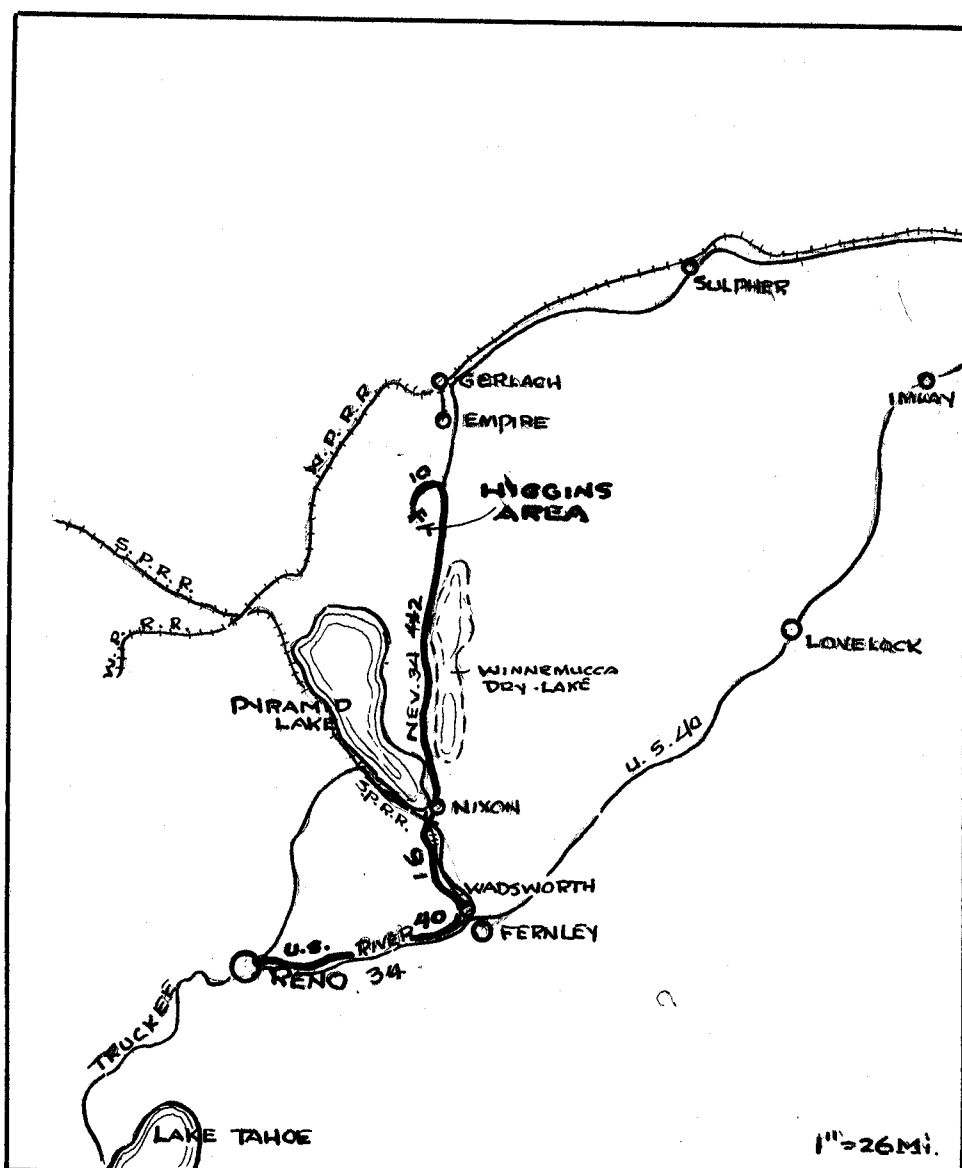 SULPHER
GERLACH
IMLAY
EMPIRE
W.P.R.R.
10
HIGGINS
AREA
S.P.R.R.
W.P.R.R.
LOVELOCK
NEV. 34 442
WINNEMUCCA
DRY-LAKE
PYRAMID
LAKE
U.S. 40
S.P.R.R.
NIXON
16
WADSWORTH
FERNLEY
U.S. RIVER 40
RENO 34
TRUCKEE
LAKE TAHOE
1"=26Mi.